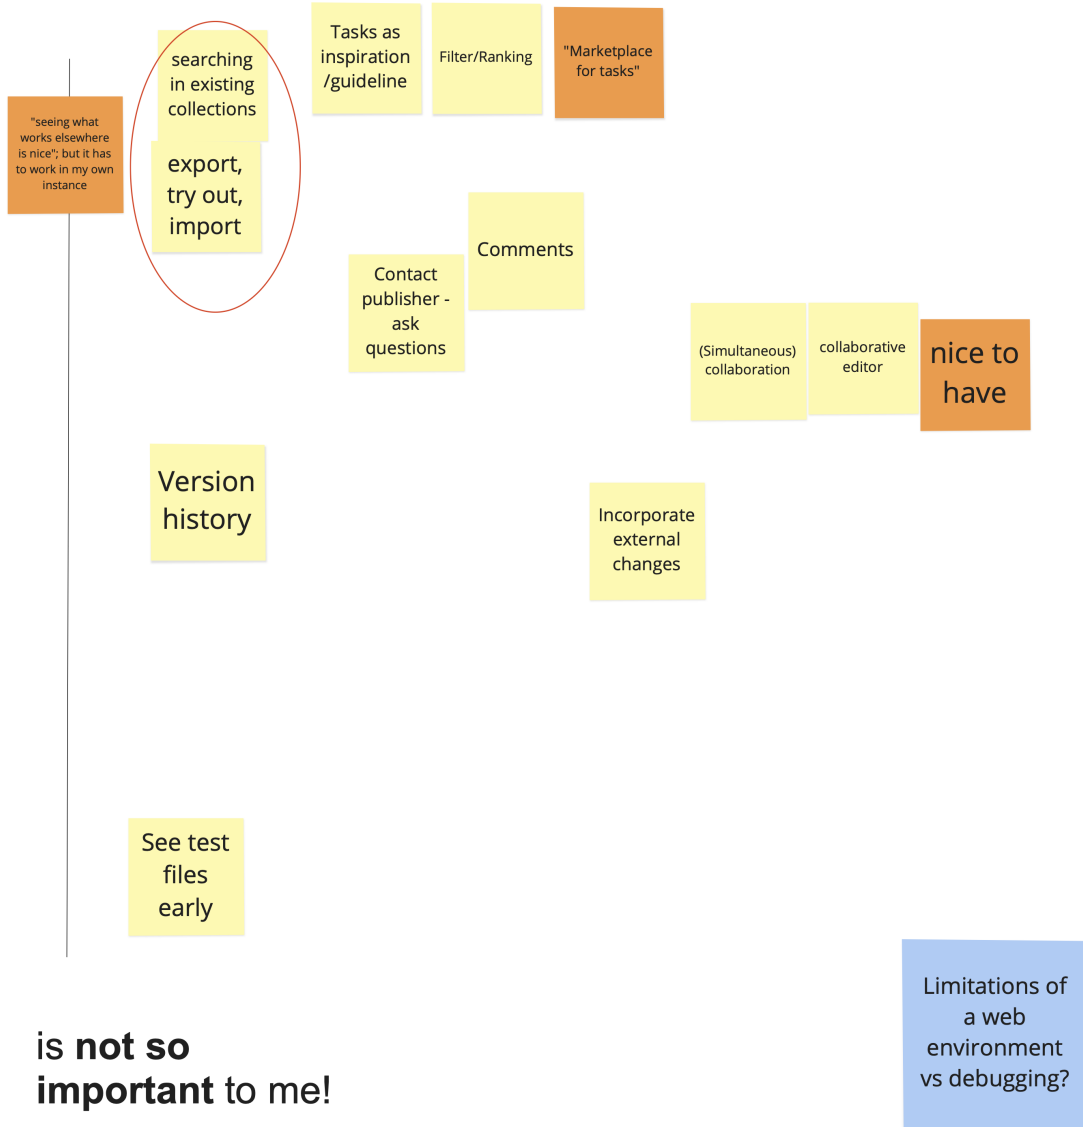 searching
in existing
collections
Tasks as
inspiration
/guideline
Filter/Ranking
"Marketplace
for tasks"
"seeing what
works elsewhere
is nice"; but it has
to work in my own
instance
export,
try out,
import
Comments
Contact
publisher -
ask
questions
(Simultaneous)
collaboration
collaborative
editor
nice to
have
Version
history
Incorporate
external
changes
See test
files
early
Limitations of
a web
environment
vs debugging?
is not so
important to me!